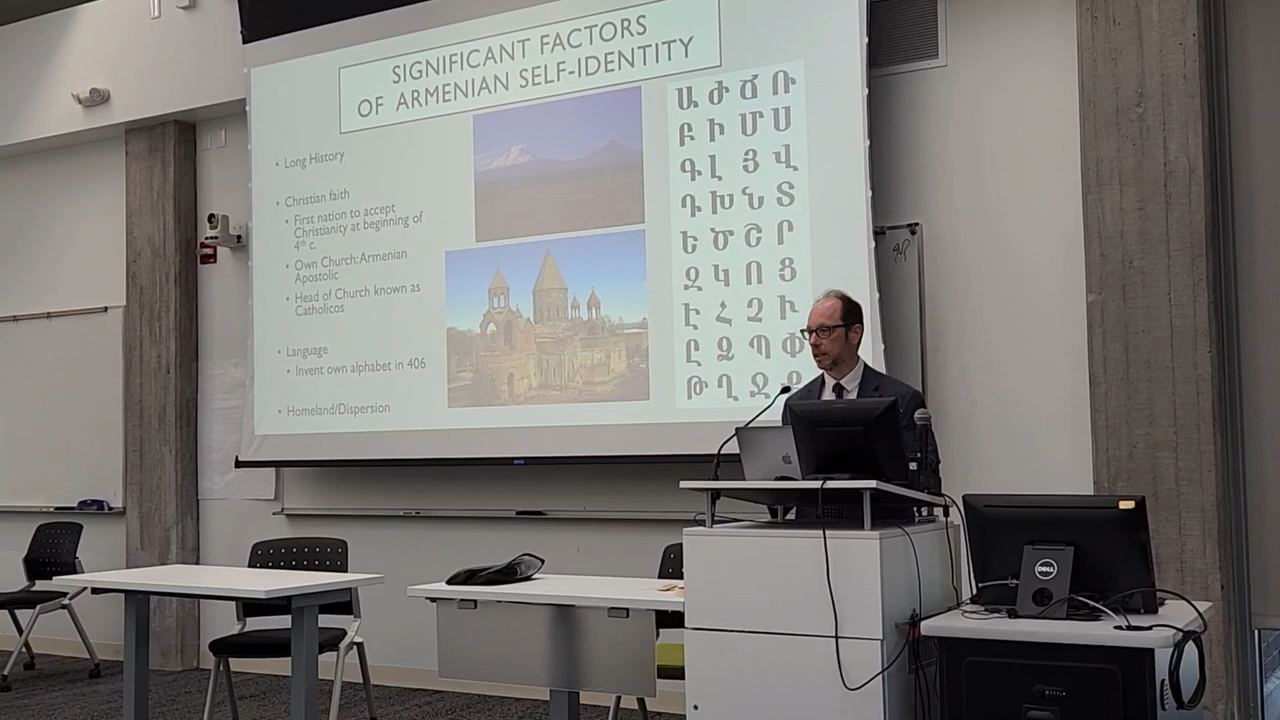 SIGNIFICANT FACTORS
OF ARMENIAN SELF-IDENTITY
• Long History
Christian faith
• First nation to accept
Christianity at beginning of
4th c.
• Own Church: Armenian
Apostolic
• Head of Church known as
Catholicos
• Language
• Invent own alphabet in 406
• Homeland/Dispersion
Ա Ժ Ճ Ռ
Բ Ի Մ Ս
Գ Լ Յ Վ
Դ Խ Ն Տ
Ե Ծ Շ Ր
Զ Կ Ո Ց
Է Հ Չ Ւ
Ը Ձ Պ Փ
Թ Ղ Ջ Ք
DELL